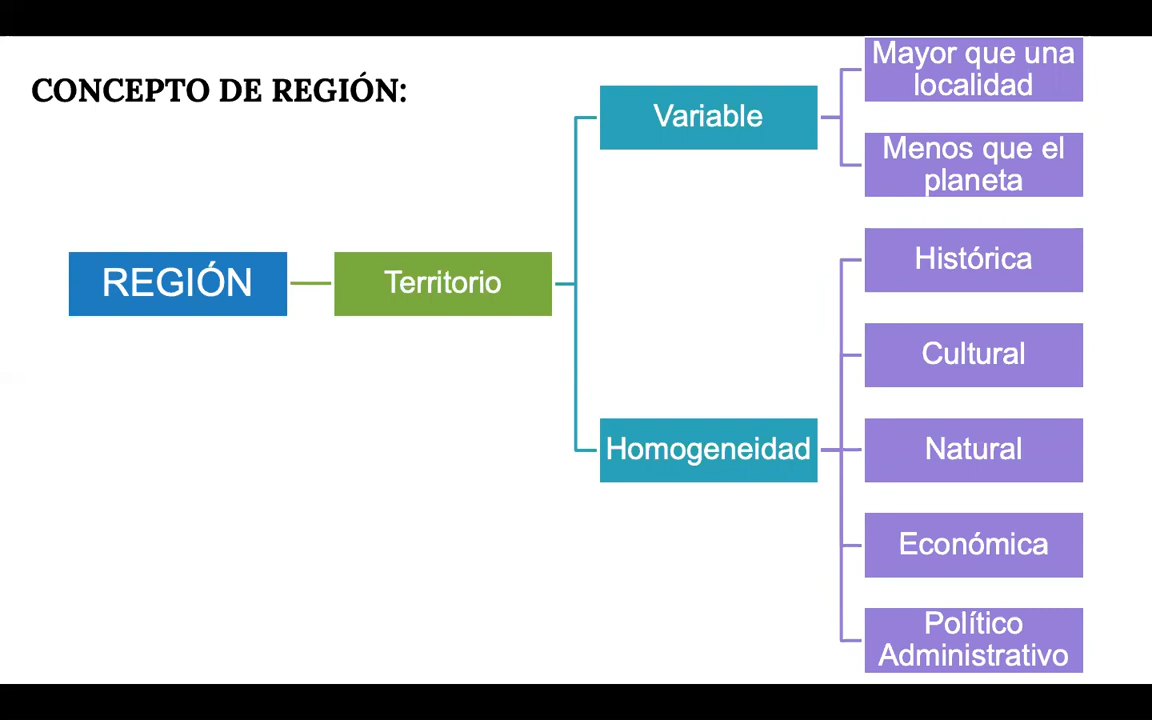 CONCEPTO DE REGIÓN:
REGIÓN
Territorio
Variable
Mayor que una
localidad
Menos que el
planeta
Homogeneidad
Histórica
Cultural
Natural
Económica
Político
Administrativo